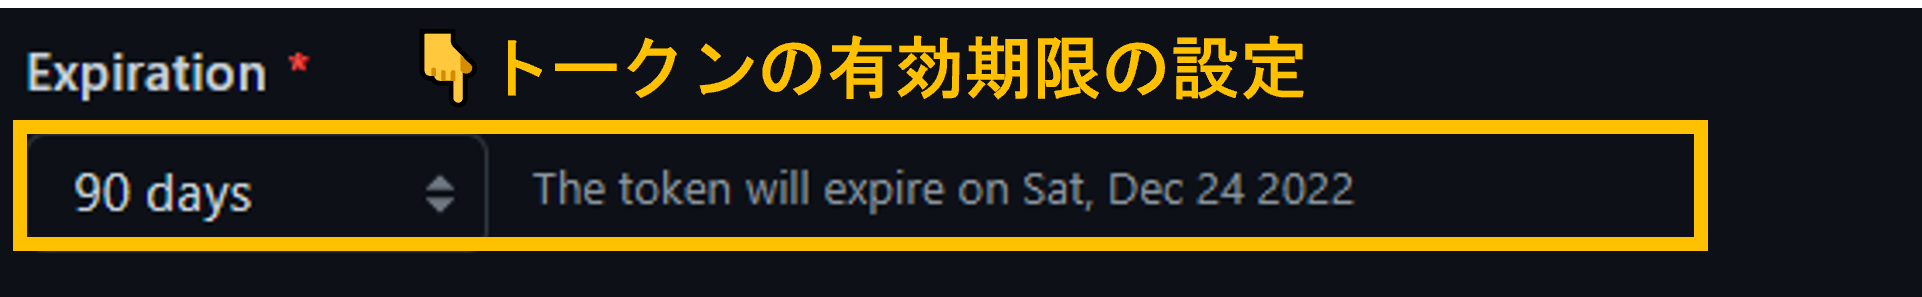 Expiration * 👇トークンの有効期限の設定
90 days The token will expire on Sat, Dec 24 2022